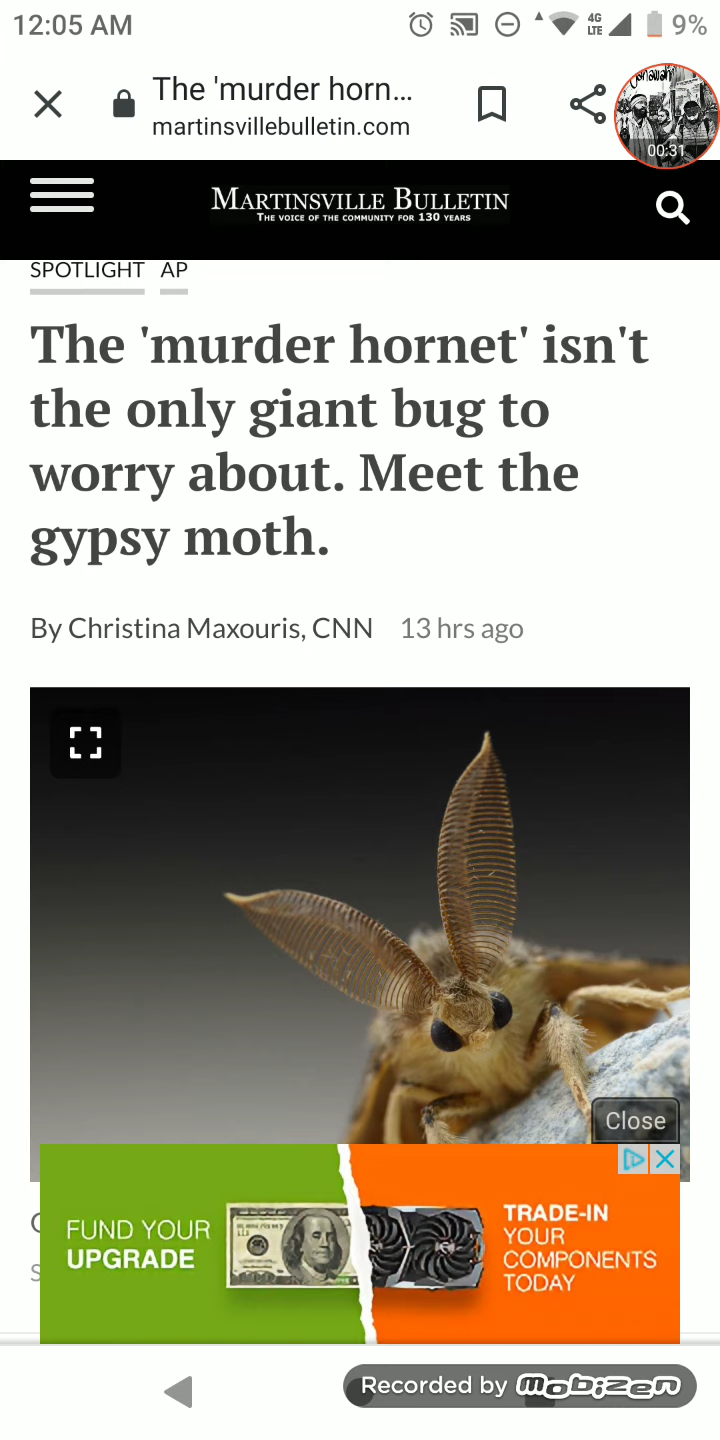 12:05 AM
4G
LTE
9%
The 'murder horn...
martinsvillebulletin.com
00:31
MARTINSVILLE BULLETIN
THE VOICE OF THE COMMUNITY FOR 130 YEARS
SPOTLIGHT AP
The 'murder hornet' isn't
the only giant bug to
worry about. Meet the
gypsy moth.
By Christina Maxouris, CNN 13 hrs ago
Close
FUND YOUR
UPGRADE
TRADE-IN
YOUR
COMPONENTS
TODAY
Recorded by mobizen